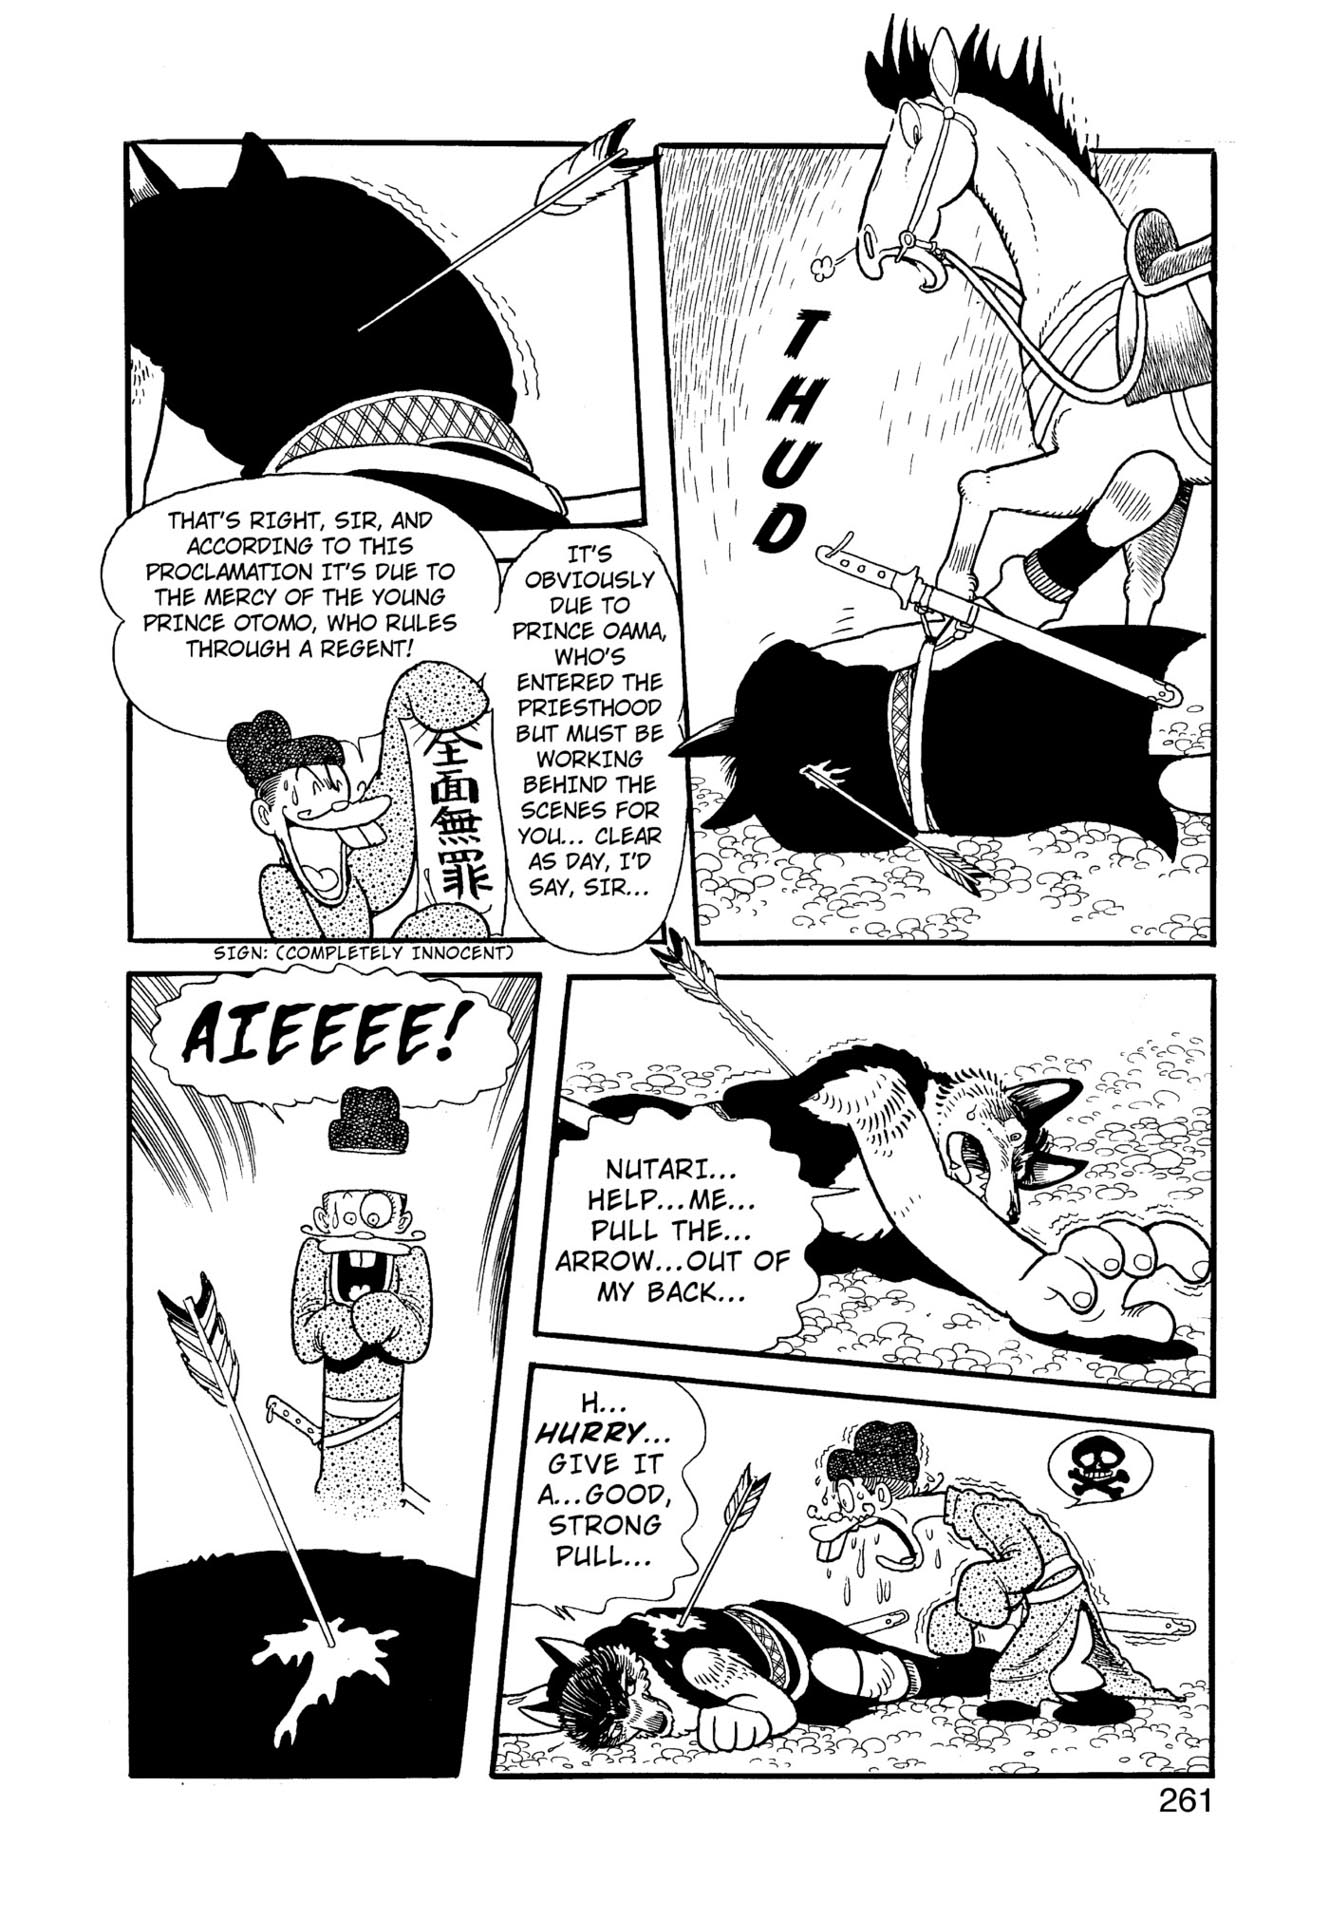 THAT'S RIGHT, SIR, AND
ACCORDING TO THIS
PROCLAMATION IT'S DUE TO
THE MERCY OF THE YOUNG
PRINCE OTOMO, WHO RULES
THROUGH A REGENT!
IT'S
OBVIOUSLY
DUE TO
PRINCE OAMA,
WHO'S
ENTERED THE
PRIESTHOOD
BUT MUST BE
WORKING
BEHIND THE
SCENES FOR
YOU... CLEAR
AS DAY, I'D
SAY, SIR...
全面無罪
SIGN: (COMPLETELY INNOCENT)
THUD
AIEEEE!
NUTARI...
HELP...ME...
PULL THE...
ARROW...OUT OF
MY BACK...
H...
HURRY...
GIVE IT
A...GOOD,
STRONG
PULL...
261